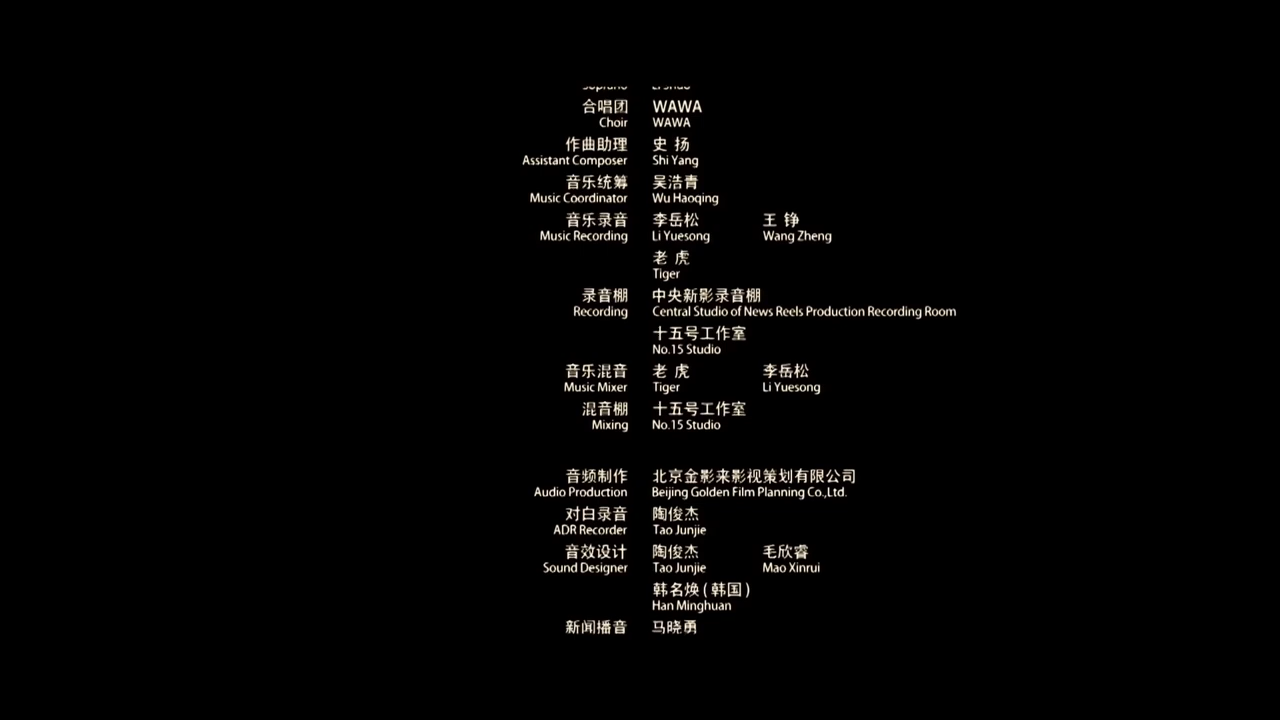 合唱团 WAWA
Choir WAWA
作曲助理 史 扬
Assistant Composer Shi Yang
音乐统筹 吴浩青
Music Coordinator Wu Haoqing
音乐录音 李岳松 王 铮
Music Recording Li Yuesong Wang Zheng
老 虎
Tiger
录音棚 中央新影录音棚
Recording Central Studio of News Reels Production Recording Room
十五号工作室
No.15 Studio
音乐混音 老 虎 李岳松
Music Mixer Tiger Li Yuesong
混音棚 十五号工作室
Mixing No.15 Studio
音频制作 北京金影来影视策划有限公司
Audio Production Beijing Golden Film Planning Co.,Ltd.
对白录音 陶俊杰
ADR Recorder Tao Junjie
音效设计 陶俊杰 毛欣睿
Sound Designer Tao Junjie Mao Xinrui
韩名焕 ( 韩国 )
Han Minghuan
新闻播音 马晓勇